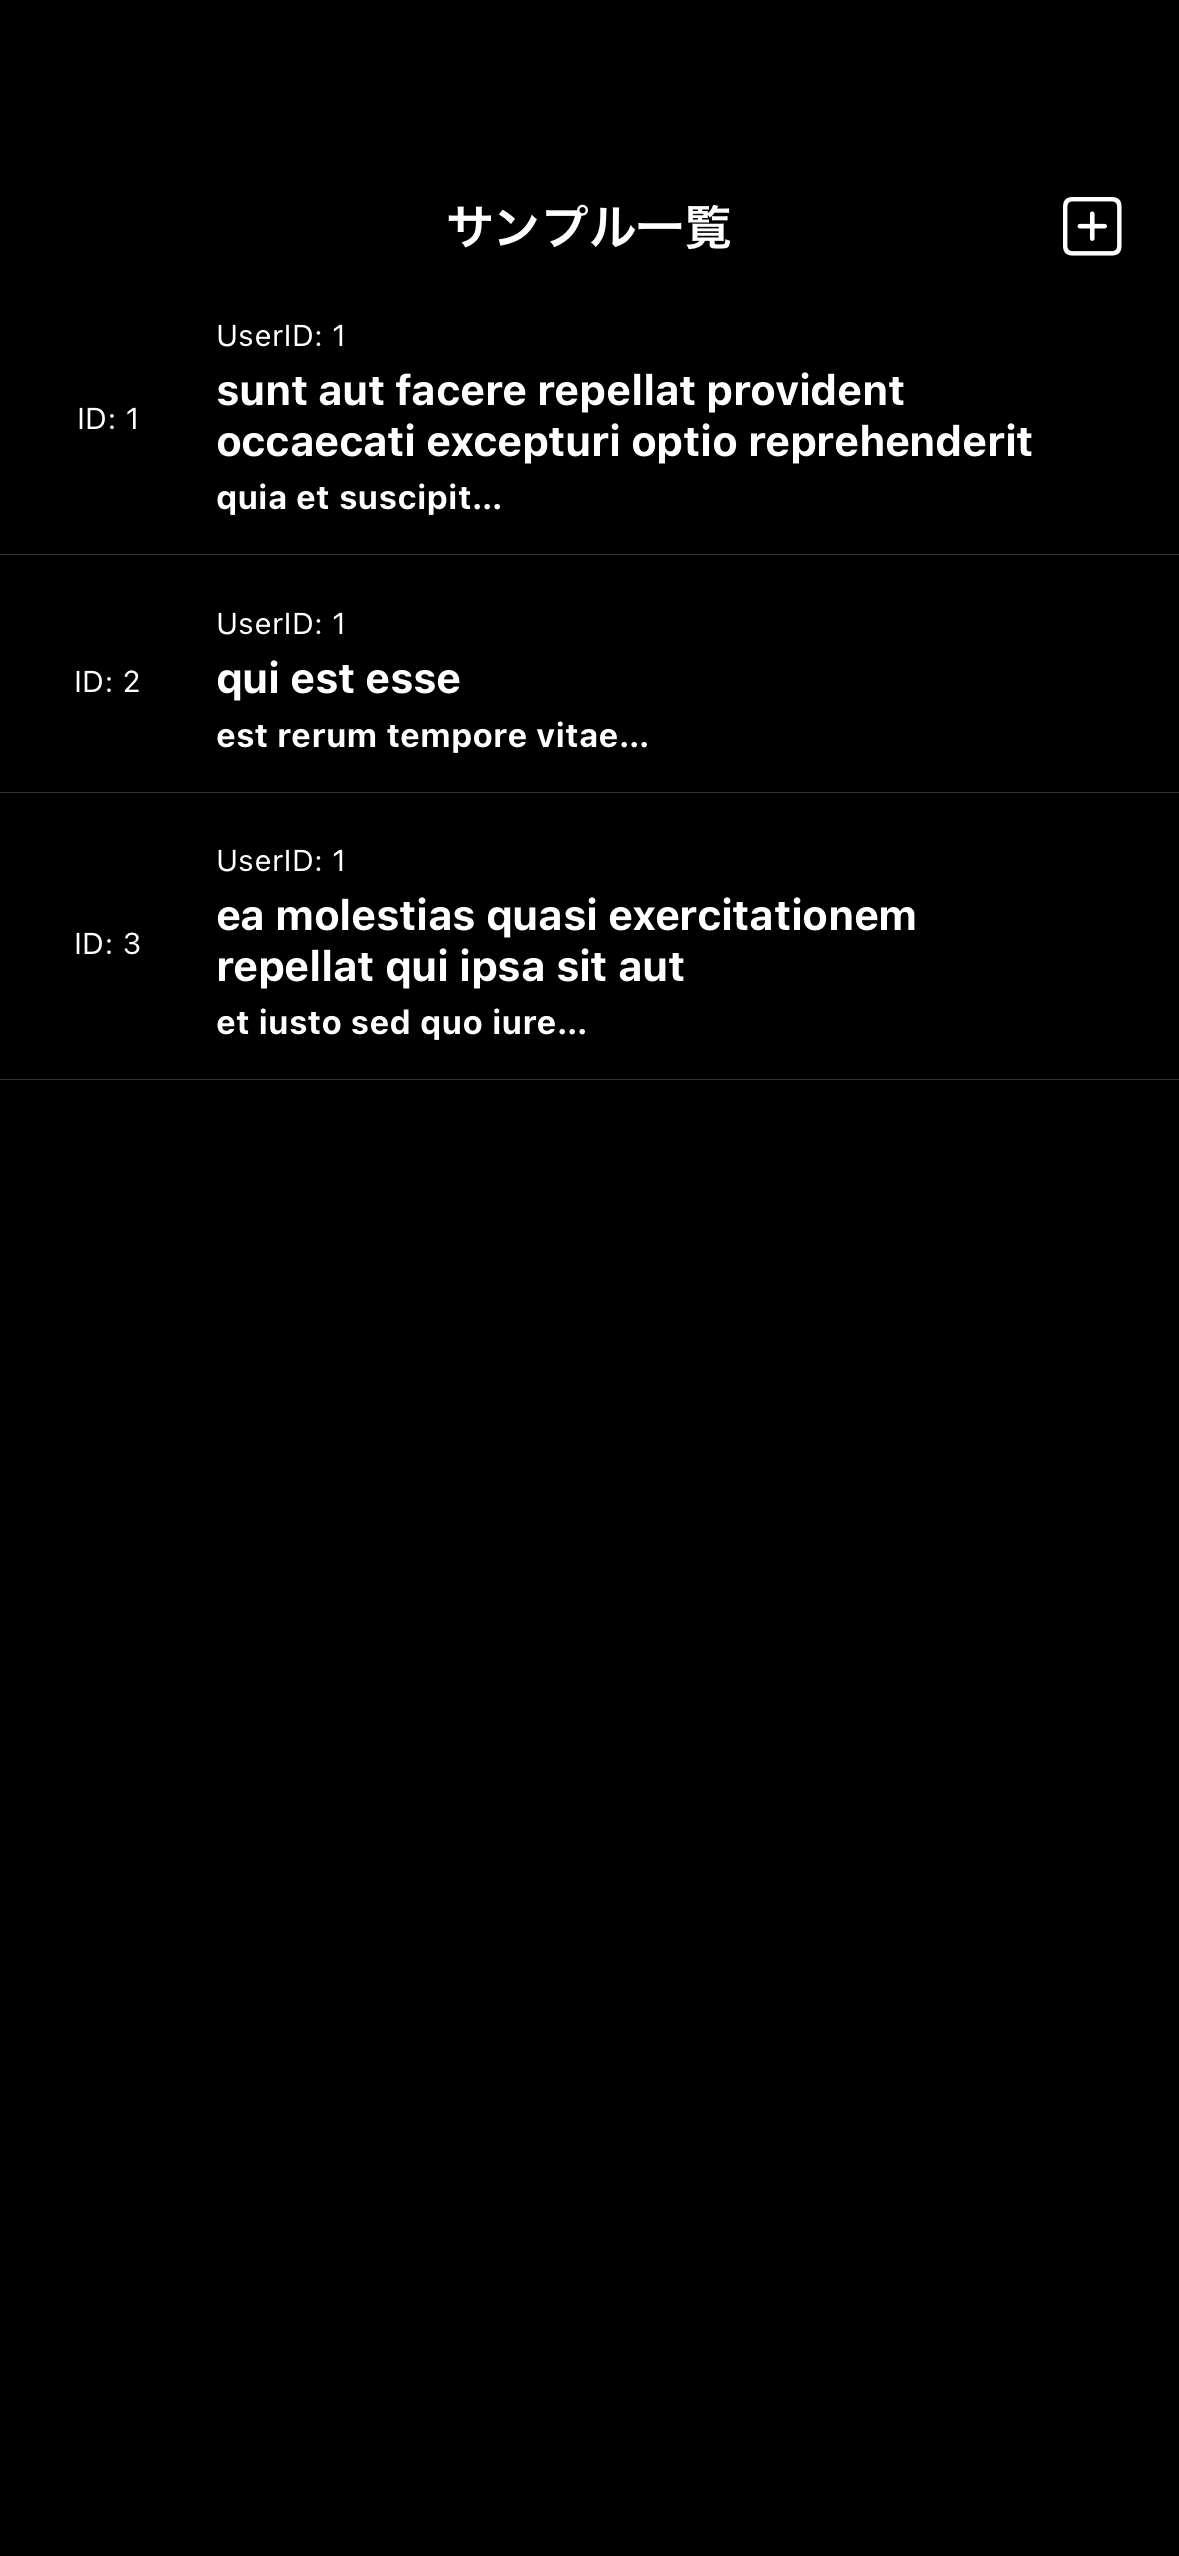 サンプル一覧
UserID: 1
ID: 1
sunt aut facere repellat provident
occaecati excepturi optio reprehenderit
quia et suscipit...
UserID: 1
ID: 2
qui est esse
est rerum tempore vitae...
UserID: 1
ID: 3
ea molestias quasi exercitationem
repellat qui ipsa sit aut
et iusto sed quo iure...